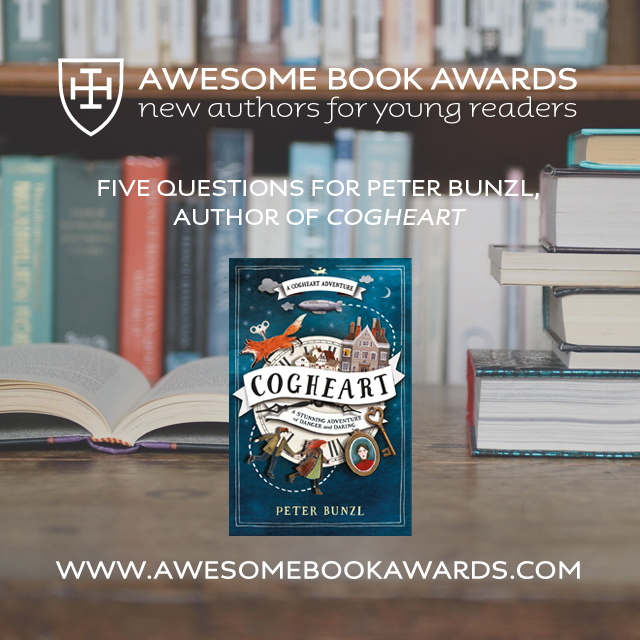 AWESOME BOOK AWARDS
new authors for young readers
FIVE QUESTIONS FOR PETER BUNZL,
AUTHOR OF COGHEART
A COGHEART ADVENTURE
COGHEART
A STUNNING ADVENTURE
of DANGER and DARING
PETER BUNZL
WWW.AWESOMEBOOKAWARDS.COM